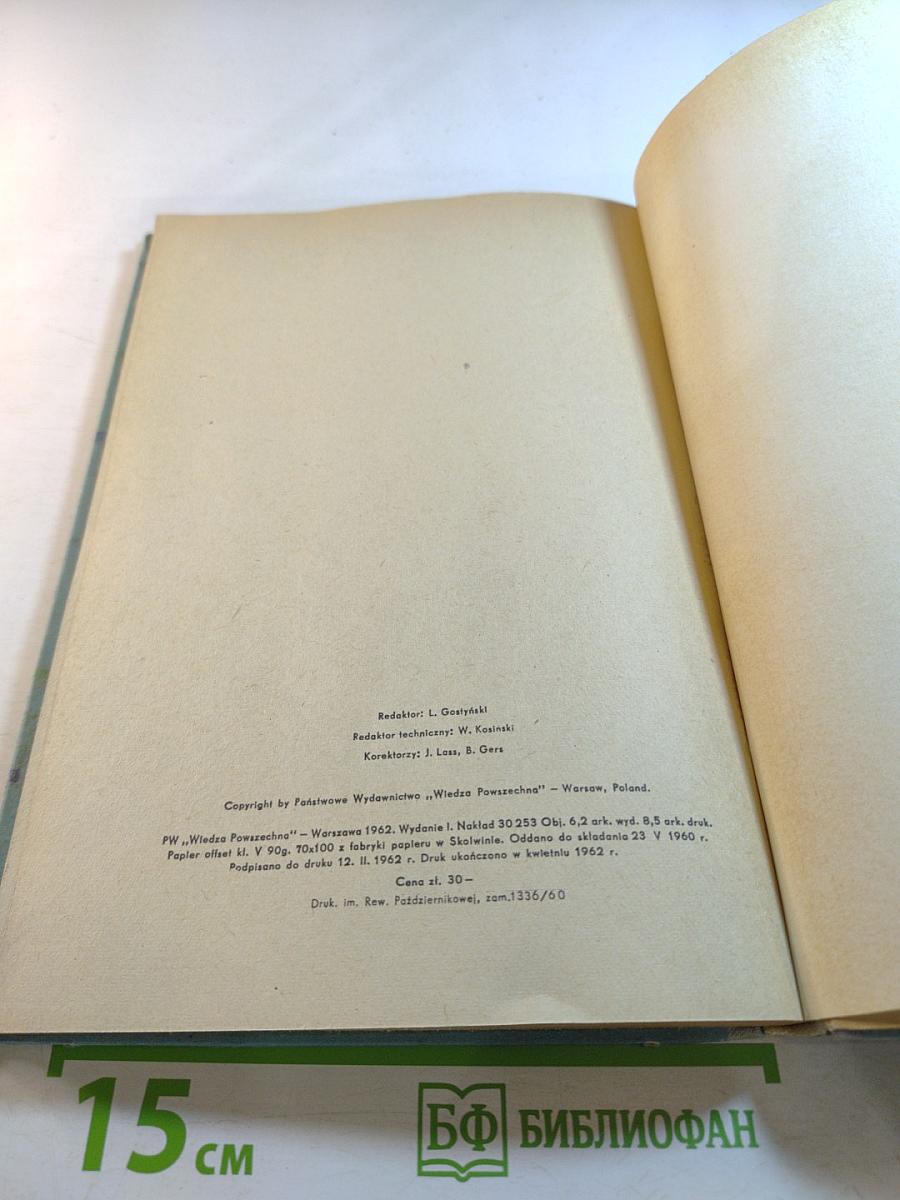 Redaktor: L. Gostyński
Redaktor techniczny: W. Kosinski
Korektorzy: J. Lass, B. Gers
Copyright by Państwowe Wydawnictwo „Wiedza Powszechna” – Warsaw, Poland.
PW „Wiedza Powszechna” – Warszawa 1962. Wydanie I. Nakład 30 253 Obj. 6,2 ark. wyd. 8,5 ark. druk.
Papier offset kl. V 90g. 70x100 z fabryki papieru w Skolwinie. Oddano do składania 23 V 1960 r.
Podpisano do druku 12. II. 1962 r. Druk ukończono w kwietniu 1962 r.
Cena zł. 30–
Druk. im. Rew. Październikowej, zam.1336/60
15 см
БФ БИБЛИОФАН